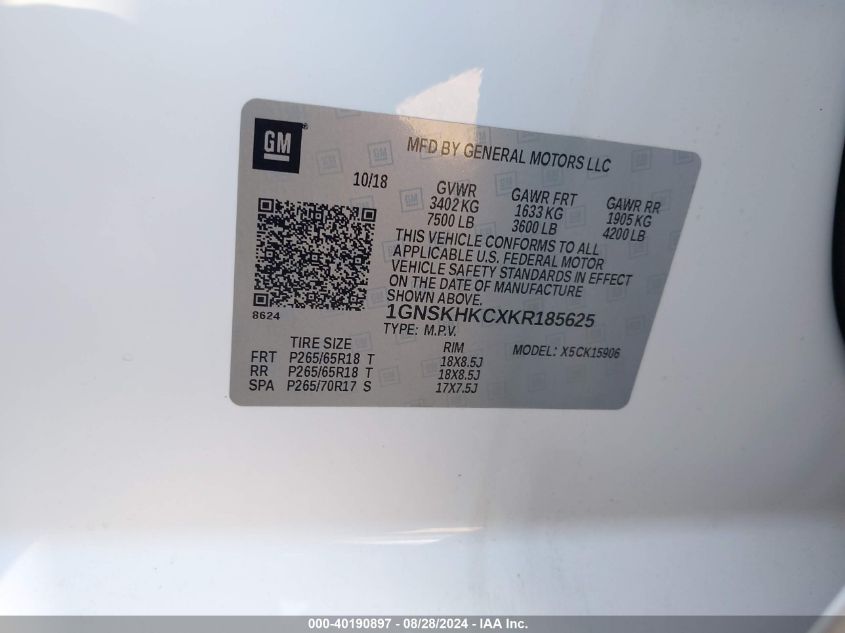 GM
MFD BY GENERAL MOTORS LLC
10/18
GVWR
3402 KG
7500 LB
GAWR FRT
1633 KG
3600 LB
GAWR RR
1905 KG
4200 LB
THIS VEHICLE CONFORMS TO ALL
APPLICABLE U.S. FEDERAL MOTOR
VEHICLE SAFETY STANDARDS IN EFFECT
ON THE DATE OF MANUFACTURE
SHOWN ABOVE.
8624
1GNSKHKCXKR185625
TYPE: M.P.V.
MODEL: X5CK15906
TIRE SIZE RIM
FRT P265/65R18 T 18X8.5J
RR P265/65R18 T 18X8.5J
SPA P265/70R17 S 17X7.5J
000-40190897 / 08/28/2024 - IAA Inc.